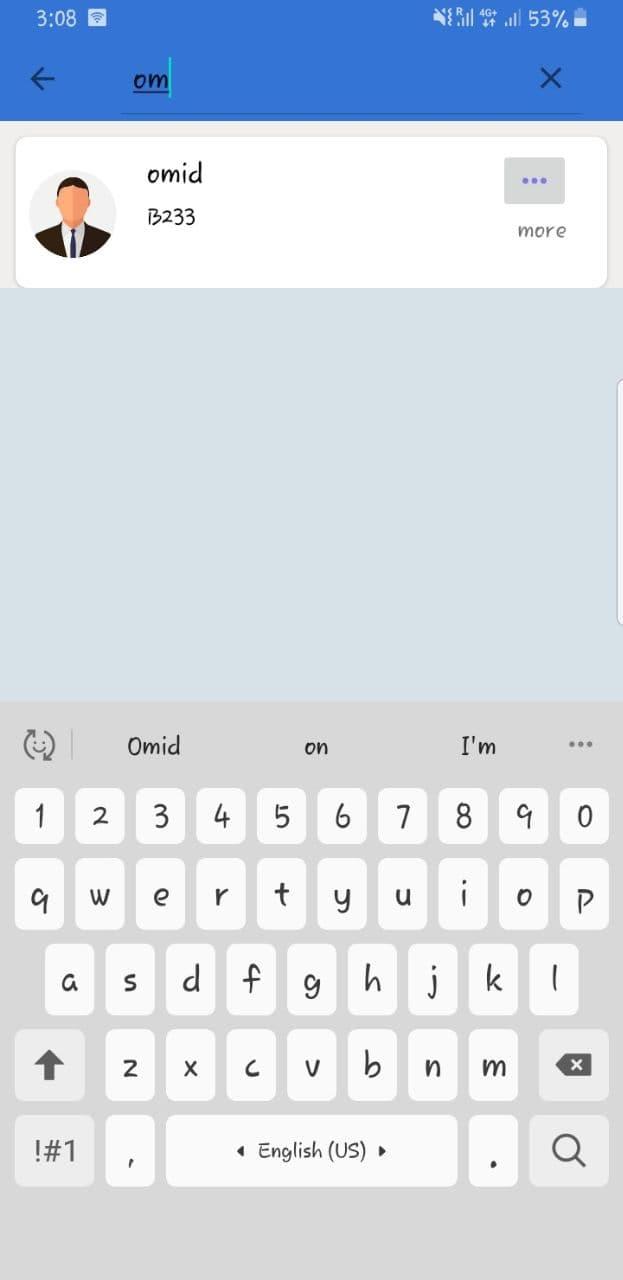 3:08 R 4G+ 53%
om
omid
B233
more
Omid on I'm
1 2 3 4 5 6 7 8 9 0
q w e r t y u i o p
a s d f g h j k l
z x c v b n m
!#1 , English (US) .